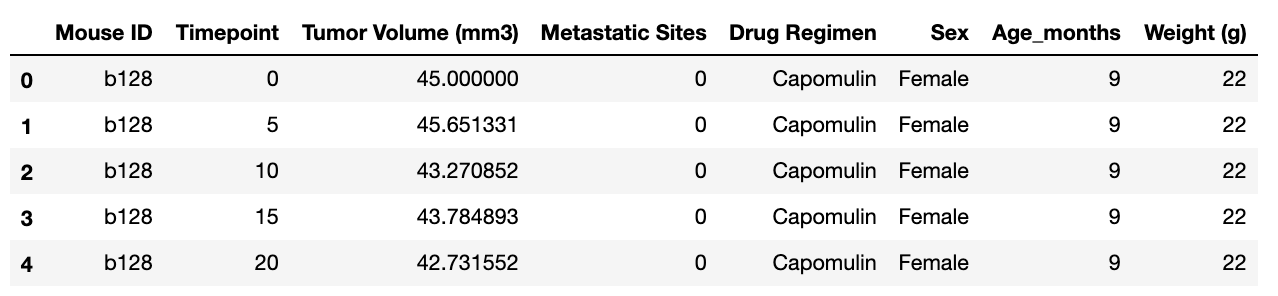 Mouse ID Timepoint Tumor Volume (mm3) Metastatic Sites Drug Regimen Sex Age_months Weight (g)
0 b128 0 45.000000 0 Capomulin Female 9 22
1 b128 5 45.651331 0 Capomulin Female 9 22
2 b128 10 43.270852 0 Capomulin Female 9 22
3 b128 15 43.784893 0 Capomulin Female 9 22
4 b128 20 42.731552 0 Capomulin Female 9 22